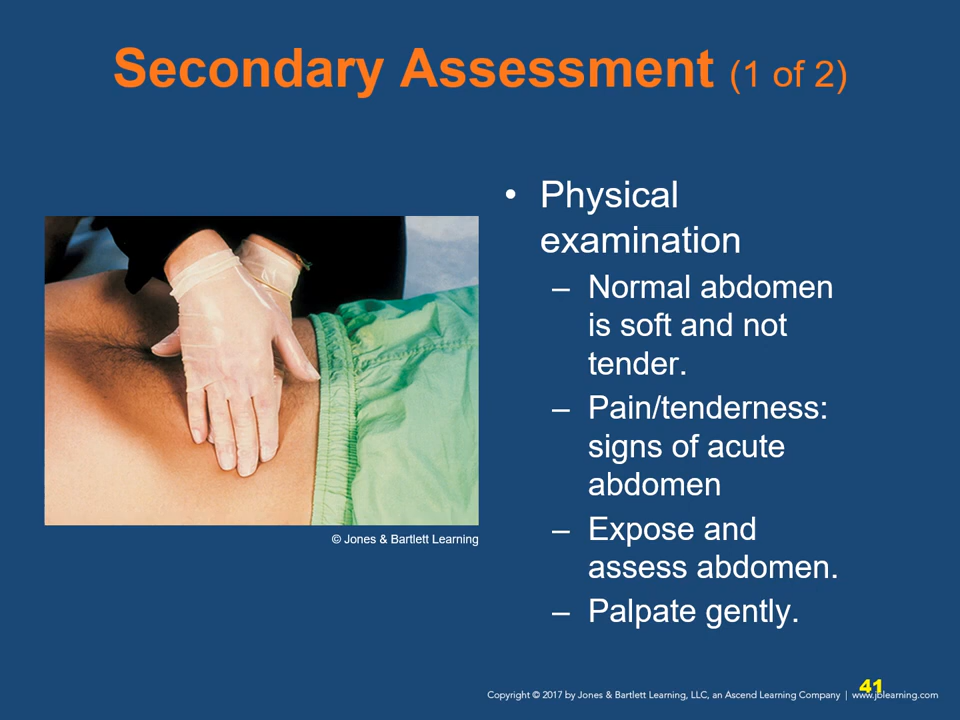 Secondary Assessment (1 of 2)
• Physical
examination
– Normal abdomen
is soft and not
tender.
– Pain/tenderness:
signs of acute
abdomen
– Expose and
assess abdomen.
– Palpate gently.
© Jones & Bartlett Learning
41
Copyright © 2017 by Jones & Bartlett Learning, LLC, an Ascend Learning Company | www.jblearning.com